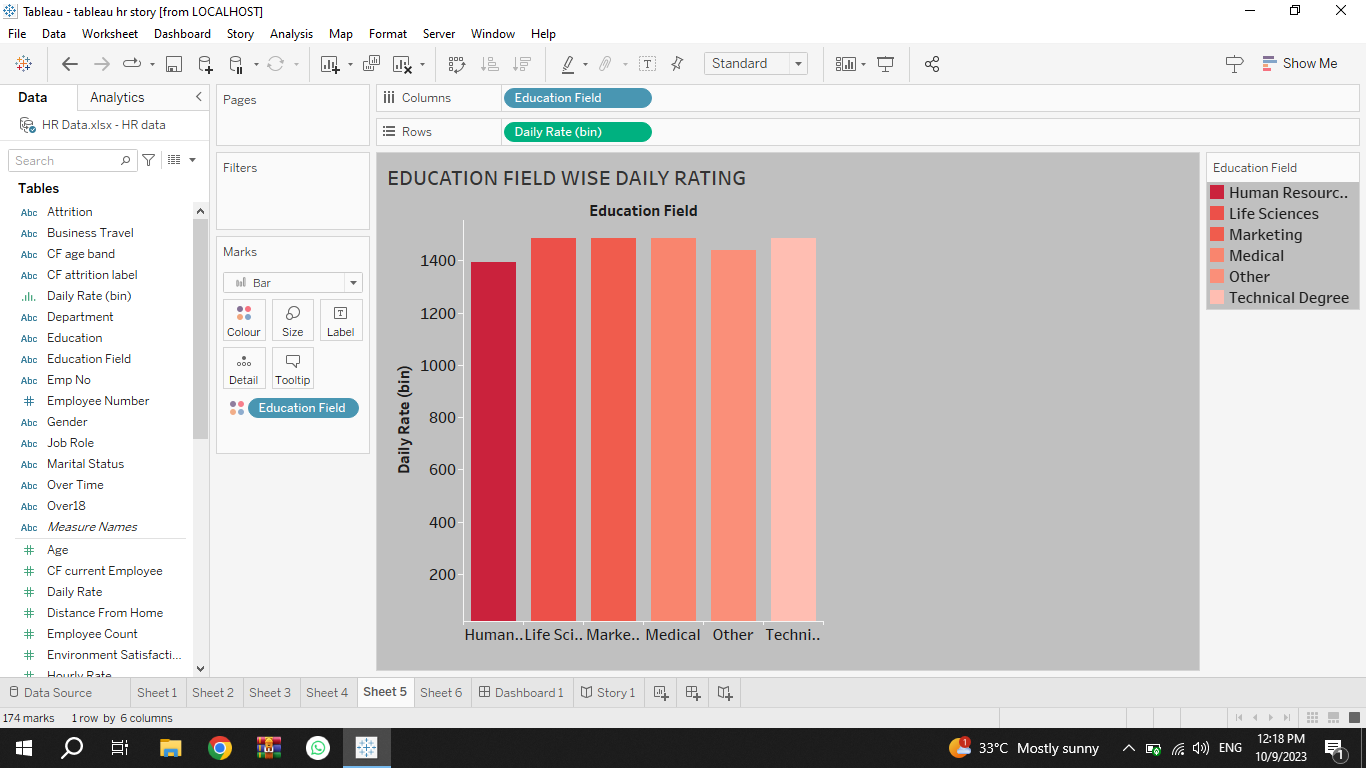 Tableau - tableau hr story [from LOCALHOST]
File Data Worksheet Dashboard Story Analysis Map Format Server Window Help
Standard
Show Me
Data Analytics
HR Data.xlsx - HR data
Search
Tables
Abc Attrition
Abc Business Travel
Abc CF age band
Abc CF attrition label
Daily Rate (bin)
Abc Department
Abc Education
Abc Education Field
Abc Emp No
# Employee Number
Abc Gender
Abc Job Role
Abc Marital Status
Abc Over Time
Abc Over18
Abc Measure Names
# Age
# CF current Employee
# Daily Rate
# Distance From Home
# Employee Count
# Environment Satisfacti...
# Hourly Rate
Pages
Filters
Marks
Bar
Colour Size Label
Detail Tooltip
Education Field
Columns Education Field
Rows Daily Rate (bin)
EDUCATION FIELD WISE DAILY RATING
Education Field
Daily Rate (bin)
1400
1200
1000
800
600
400
200
Human.. Life Sci.. Marke.. Medical Other Techni..
Education Field
Human Resourc..
Life Sciences
Marketing
Medical
Other
Technical Degree
Data Source Sheet 1 Sheet 2 Sheet 3 Sheet 4 Sheet 5 Sheet 6 Dashboard 1 Story 1
174 marks 1 row by 6 columns
1 33°C Mostly sunny ENG 12:18 PM
10/9/2023 1